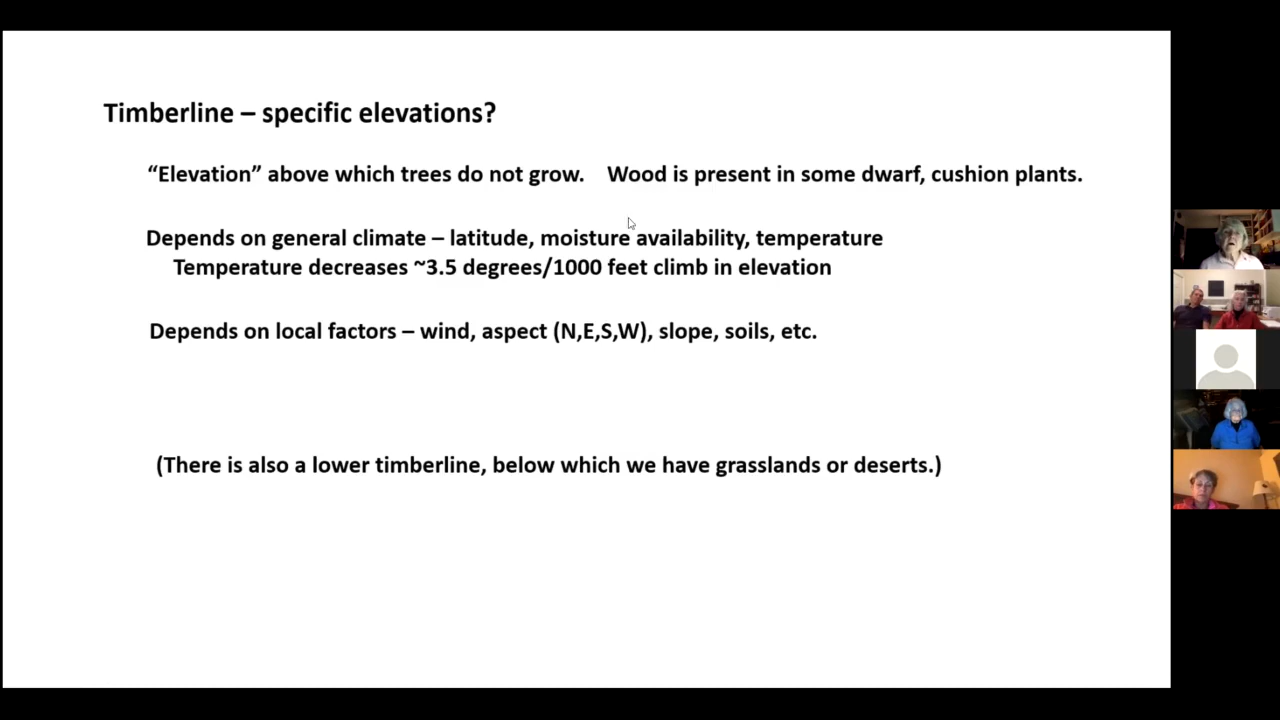 Timberline – specific elevations?
“Elevation” above which trees do not grow. Wood is present in some dwarf, cushion plants.
Depends on general climate – latitude, moisture availability, temperature
Temperature decreases ~3.5 degrees/1000 feet climb in elevation
Depends on local factors – wind, aspect (N,E,S,W), slope, soils, etc.
(There is also a lower timberline, below which we have grasslands or deserts.)